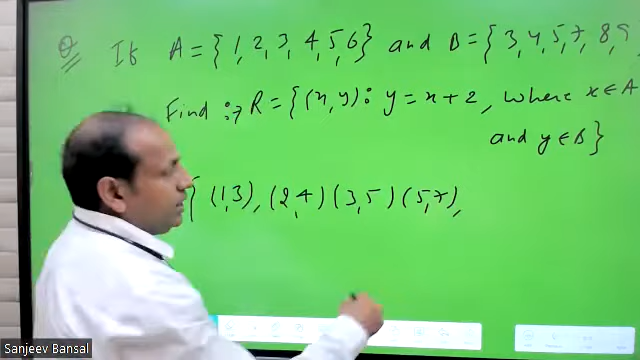 Q If A = {1, 2, 3, 4, 5, 6} and B = {3, 4, 5, 7, 8, 9
Find :→ R = {(x, y) : y = x + 2, where x ∈ A
and y ∈ B}
{ (1, 3), (2, 4) (3, 5) (5, 7),
Sanjeev Bansal